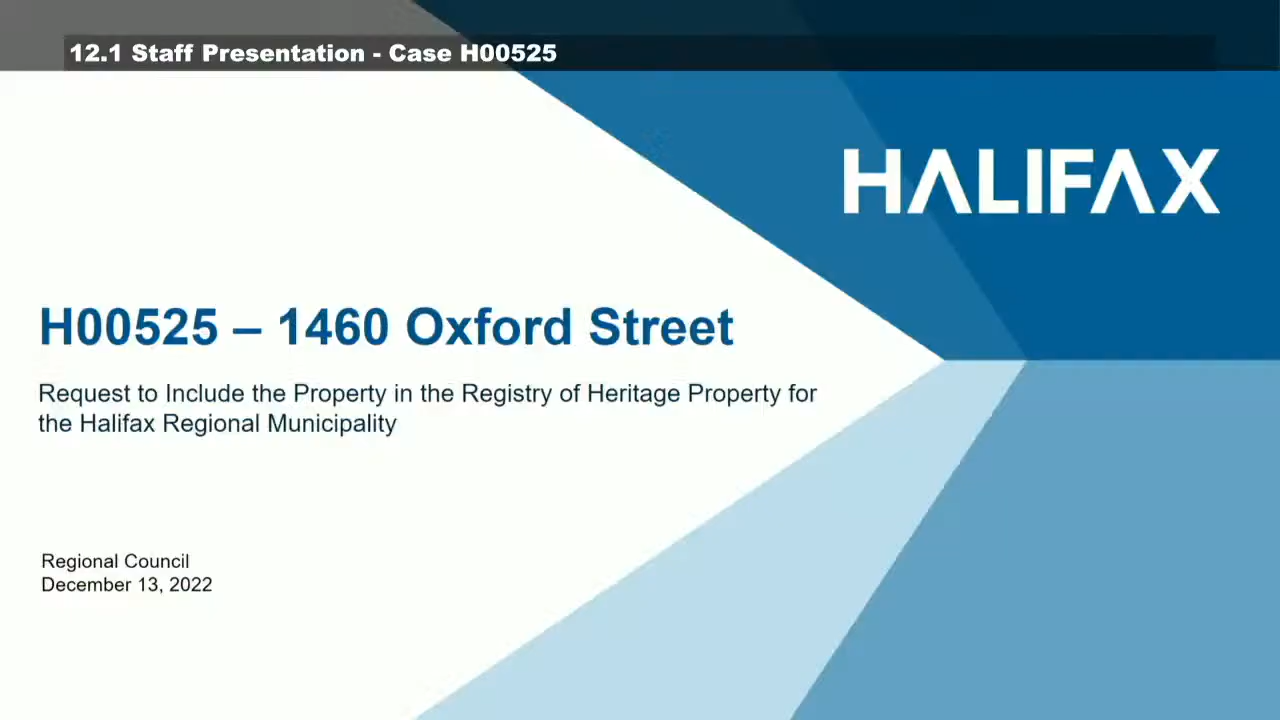 12.1 Staff Presentation - Case H00525
HALIFAX
H00525 – 1460 Oxford Street
Request to Include the Property in the Registry of Heritage Property for
the Halifax Regional Municipality
Regional Council
December 13, 2022